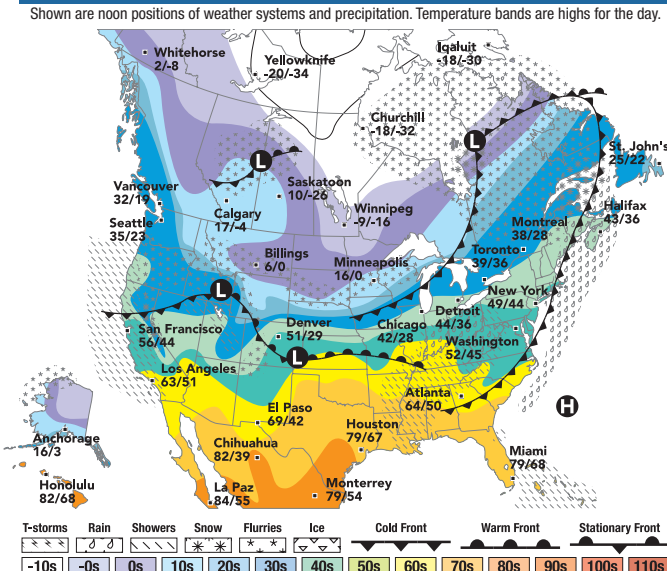 Shown are noon positions of weather systems and precipitation. Temperature bands are highs for the day.
Whitehorse
2/-8
Yellowknife
-20/-34
Iqaluit
-18/-30
Churchill
-18/-32
L
L
St. John's
25/22
Vancouver
32/19
Saskatoon
10/-26
Calgary
17/-4
Winnipeg
-9/-16
Halifax
43/36
Seattle
35/23
Montreal
38/28
Billings
6/0
Minneapolis
16/0
Toronto
39/36
L
New York
49/44
San Francisco
56/44
Denver
51/29
Chicago
42/28
Detroit
44/36
Washington
52/45
L
Los Angeles
63/51
Atlanta
64/50
H
El Paso
69/42
Houston
79/67
Anchorage
16/3
Chihuahua
82/39
Miami
79/68
Honolulu
82/68
La Paz
84/55
Monterrey
79/54
T-storms Rain Showers Snow Flurries Ice Cold Front Warm Front Stationary Front
-10s -0s 0s 10s 20s 30s 40s 50s 60s 70s 80s 90s 100s 110s